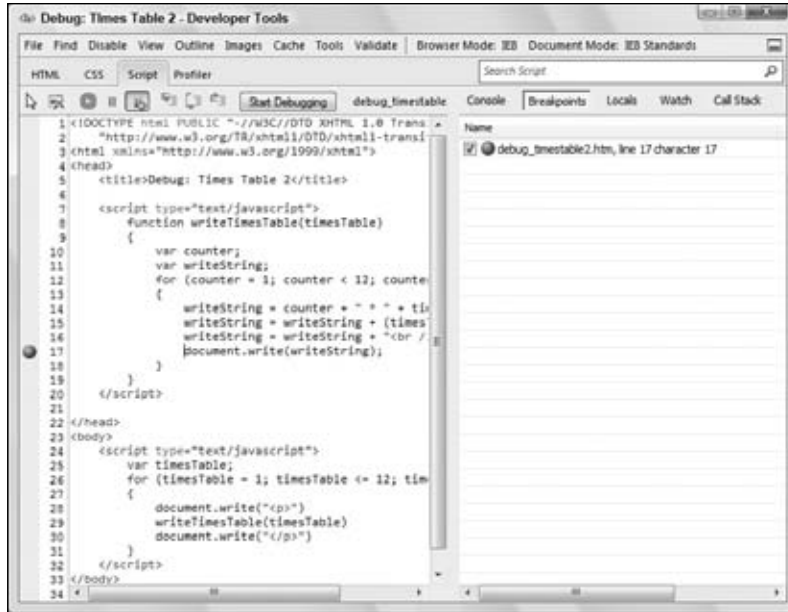 Debug: Times Table 2 - Developer Tools
File Find Disable View Outline Images Cache Tools Validate Browser Mode: IE8 Document Mode: IE8 Standards
HTML CSS Script Profiler Search Script
Start Debugging debug_timestable Console Breakpoints Locals Watch Call Stack
Name
debug_timestable2.htm, line 17 character 17
1 <!DOCTYPE html PUBLIC "-//W3C//DTD XHTML 1.0 Trans
2 "http://www.w3.org/TR/xhtml1/DTD/xhtml1-transi
3 <html xmlns="http://www.w3.org/1999/xhtml">
4 <head>
5 <title>Debug: Times Table 2</title>
6
7 <script type="text/javascript">
8 function writeTimesTable(timesTable)
9 {
10 var counter;
11 var writeString;
12 for (counter = 1; counter < 12; counte
13 {
14 writeString = counter + " * " + ti
15 writeString = writeString + (times
16 writeString = writeString + "<br /
17 document.write(writeString);
18 }
19 }
20 </script>
21
22 </head>
23 <body>
24 <script type="text/javascript">
25 var timesTable;
26 for (timesTable = 1; timesTable <= 12; tim
27 {
28 document.write("<p>")
29 writeTimesTable(timesTable)
30 document.write("</p>")
31 }
32 </script>
33 </body>
34